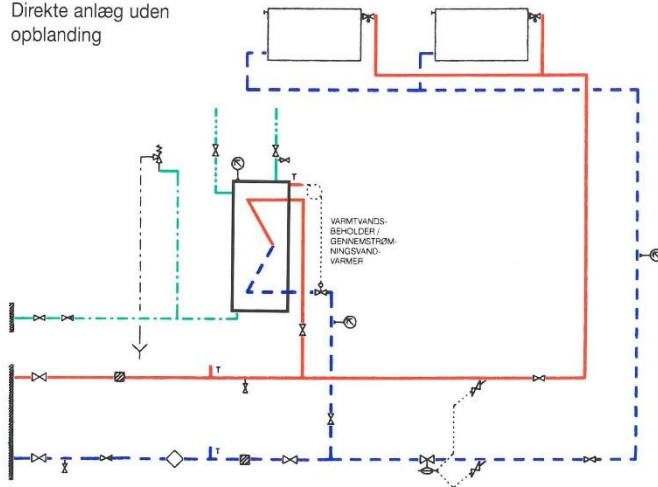 Direkte anlæg uden
opblanding
T
VARMTVANDS-
BEHOLDER /
GENNEMSTRØM-
NINGSVAND-
VARMER
T
T